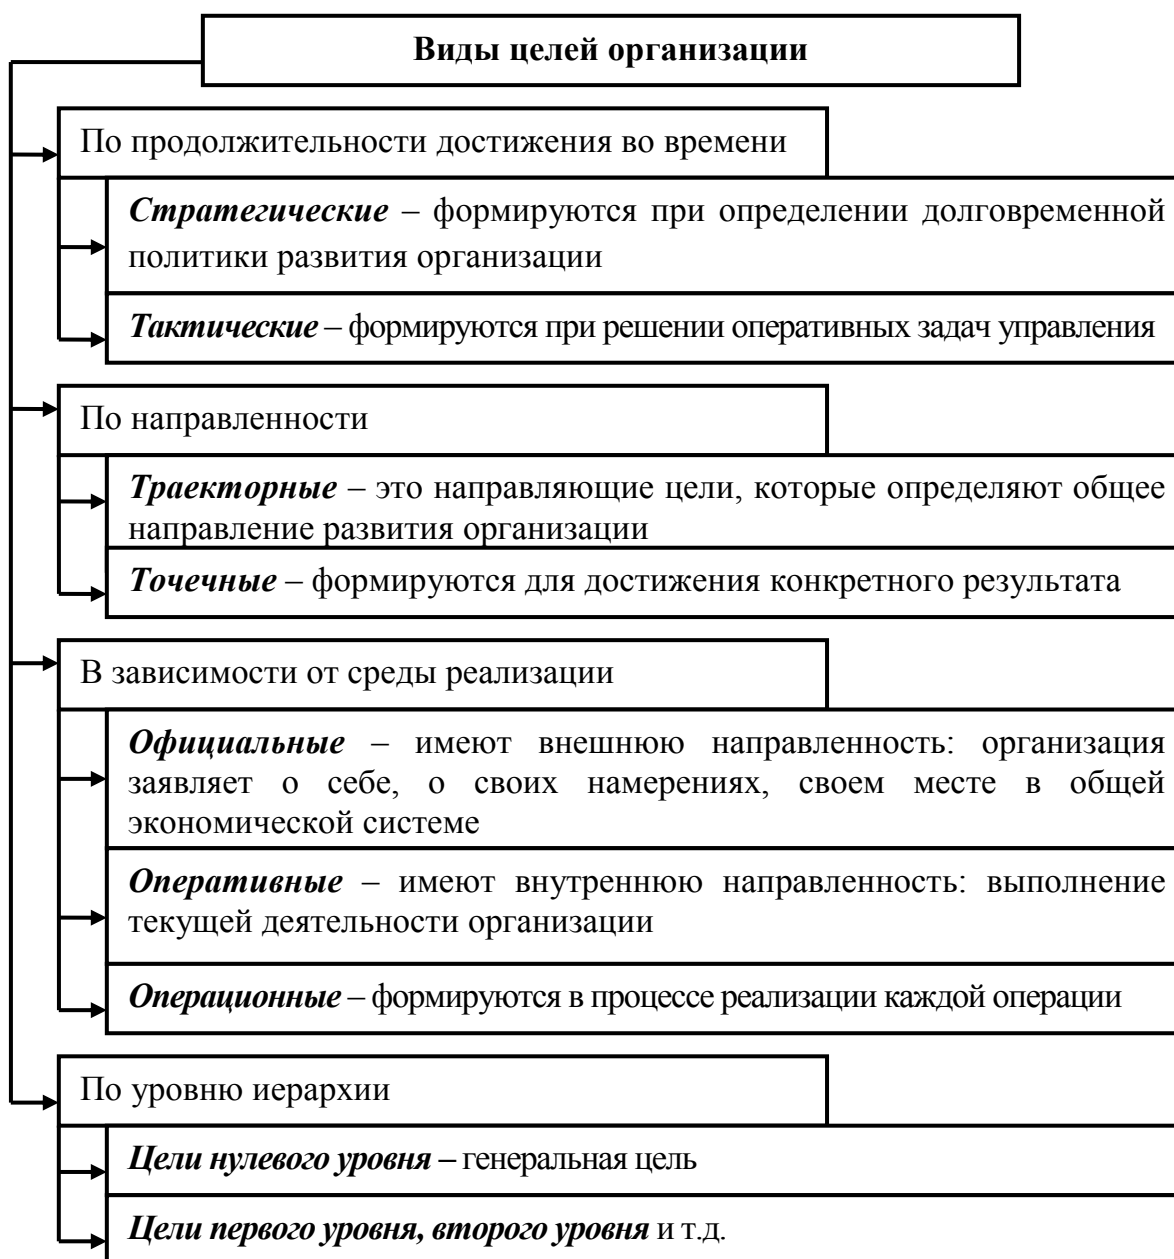 Виды целей организации
По продолжительности достижения во времени
Стратегические – формируются при определении долговременной
политики развития организации
Тактические – формируются при решении оперативных задач управления
По направленности
Траекторные – это направляющие цели, которые определяют общее
направление развития организации
Точечные – формируются для достижения конкретного результата
В зависимости от среды реализации
Официальные – имеют внешнюю направленность: организация
заявляет о себе, о своих намерениях, своем месте в общей
экономической системе
Оперативные – имеют внутреннюю направленность: выполнение
текущей деятельности организации
Операционные – формируются в процессе реализации каждой операции
По уровню иерархии
Цели нулевого уровня – генеральная цель
Цели первого уровня, второго уровня и т.д.